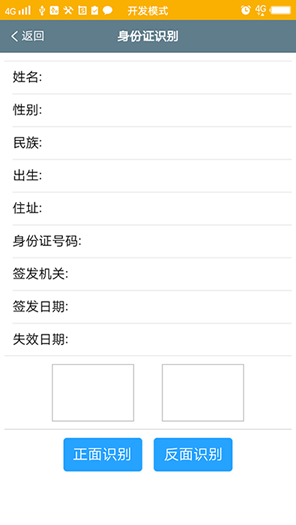 4G 开发模式 4G
返回 身份证识别
姓名:
性别:
民族:
出生:
住址:
身份证号码:
签发机关:
签发日期:
失效日期:
正面识别 反面识别